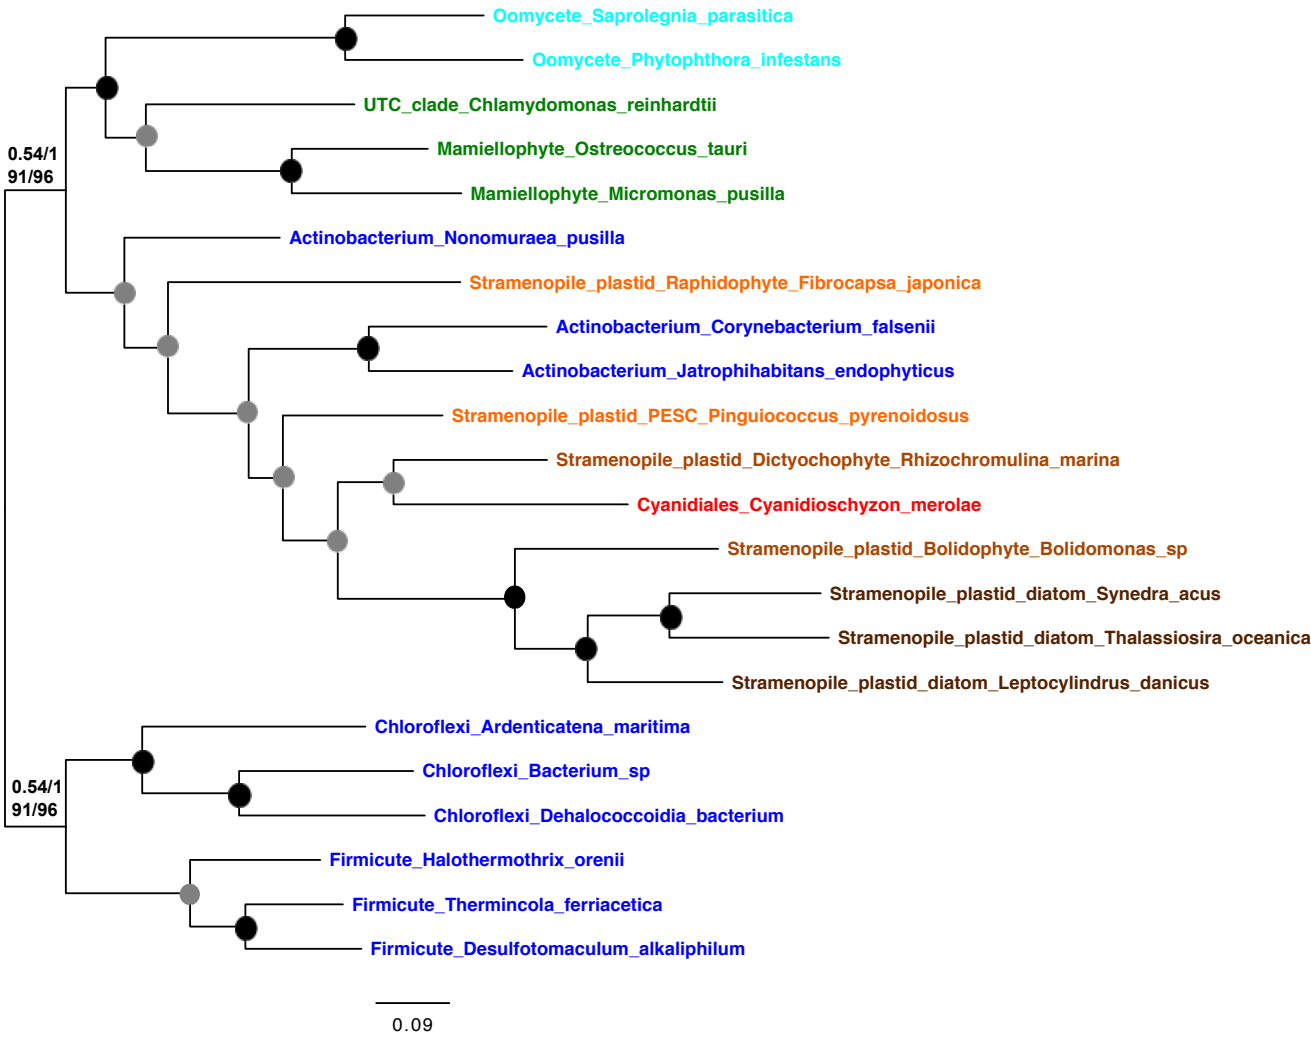 Oomycete_Saprolegnia_parasitica
Oomycete_Phytophthora_infestans
UTC_clade_Chlamydomonas_reinhardtii
Mamiellophyte_Ostreococcus_tauri
0.54/1
91/96
Mamiellophyte_Micromonas_pusilla
Actinobacterium_Nonomuraea_pusilla
Stramenopile_plastid_Raphidophyte_Fibrocapsa_japonica
Actinobacterium_Corynebacterium_falsenii
Actinobacterium_Jatrophihabitans_endophyticus
Stramenopile_plastid_PESC_Pinguiococcus_pyrenoidosus
Stramenopile_plastid_Dictyochophyte_Rhizochromulina_marina
Cyanidiales_Cyanidioschyzon_merolae
Stramenopile_plastid_Bolidophyte_Bolidomonas_sp
Stramenopile_plastid_diatom_Synedra_acus
Stramenopile_plastid_diatom_Thalassiosira_oceanica
Stramenopile_plastid_diatom_Leptocylindrus_danicus
Chloroflexi_Ardenticatena_maritima
Chloroflexi_Bacterium_sp
0.54/1
91/96
Chloroflexi_Dehalococcoidia_bacterium
Firmicute_Halothermothrix_orenii
Firmicute_Thermincola_ferriacetica
Firmicute_Desulfotomaculum_alkaliphilum
0.09